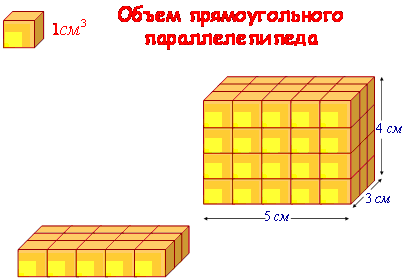 Объем прямоугольного
параллелепипеда
1см³
4 см
3 см
5 см